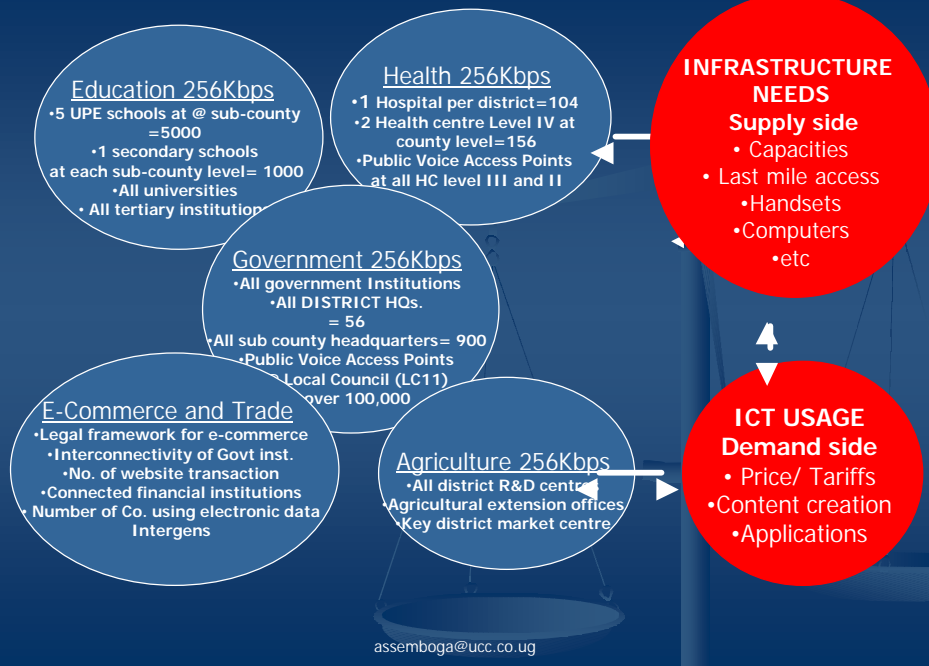 Education 256Kbps
•5 UPE schools at @ sub-county
=5000
•1 secondary schools
at each sub-county level= 1000
•All universities
• All tertiary institution
Health 256Kbps
•1 Hospital per district=104
•2 Health centre Level IV at
county level=156
•Public Voice Access Points
at all HC level III and II
INFRASTRUCTURE
NEEDS
Supply side
• Capacities
• Last mile access
•Handsets
•Computers
•etc
Government 256Kbps
•All government Institutions
•All DISTRICT HQs.
= 56
•All sub county headquarters= 900
•Public Voice Access Points
Local Council (LC11)
over 100,000
E-Commerce and Trade
•Legal framework for e-commerce
•Interconnectivity of Govt inst.
•No. of website transaction
•Connected financial institutions
• Number of Co. using electronic data
Intergens
Agriculture 256Kbps
•All district R&D centres
•Agricultural extension offices
•Key district market centre
ICT USAGE
Demand side
• Price/ Tariffs
•Content creation
•Applications
assemboga@ucc.co.ug